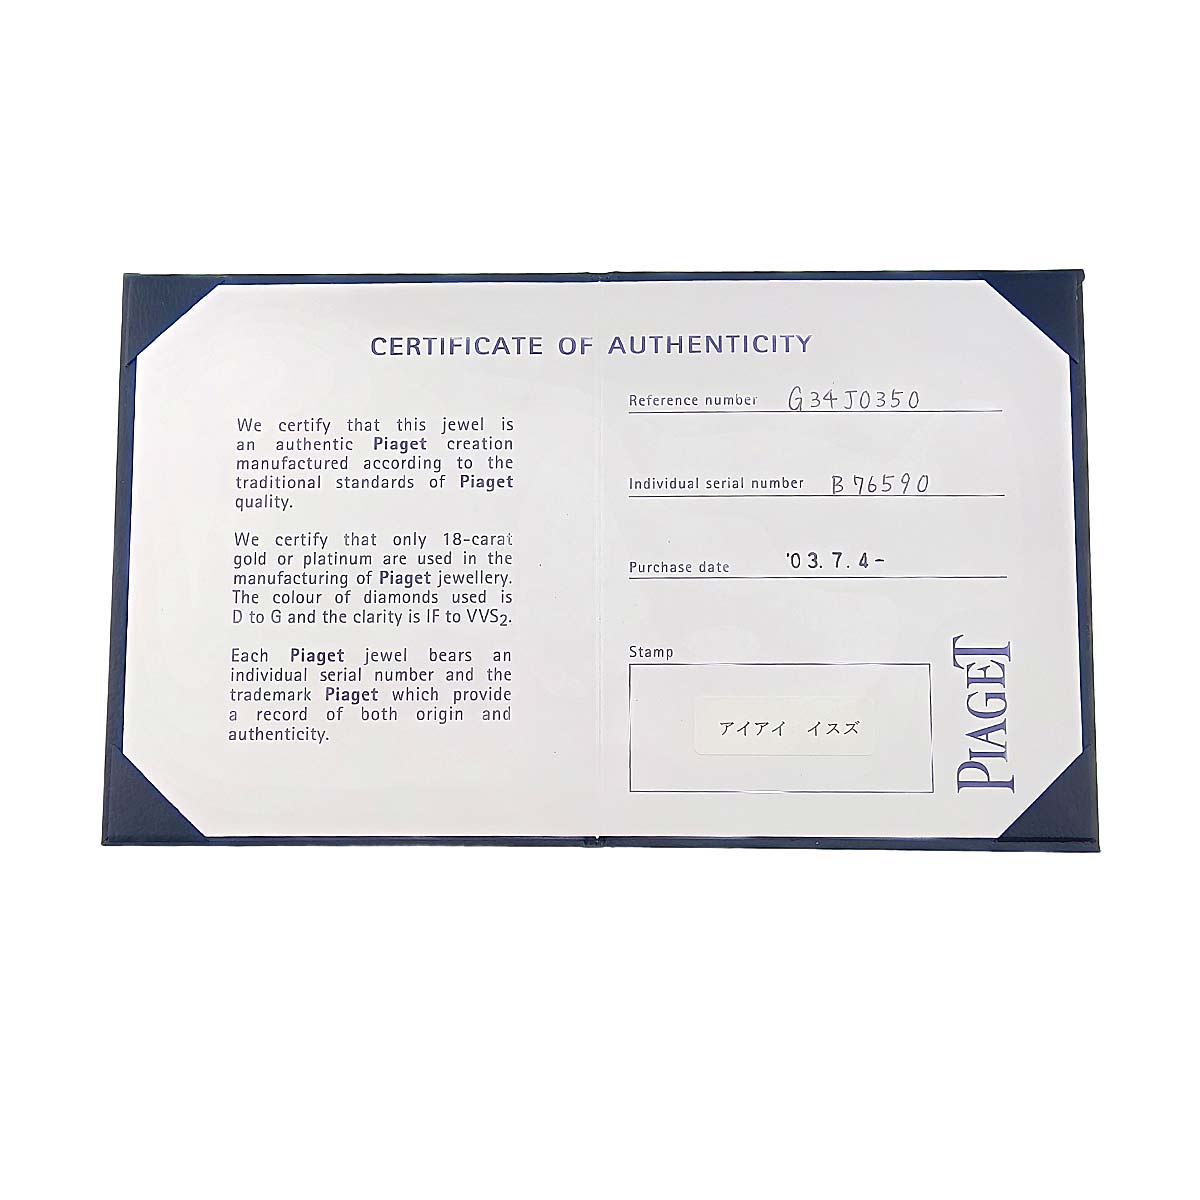 CERTIFICATE OF AUTHENTICITY
We certify that this jewel is
an authentic Piaget creation
manufactured according to the
traditional standards of Piaget
quality.
We certify that only 18-carat
gold or platinum are used in the
manufacturing of Piaget jewellery.
The colour of diamonds used is
D to G and the clarity is IF to VVS2.
Each Piaget jewel bears an
individual serial number and the
trademark Piaget which provide
a record of both origin and
authenticity.
Reference number G34J0350
Individual serial number B76590
Purchase date '03.7.4-
Stamp
アイアイ イスズ
PIAGET